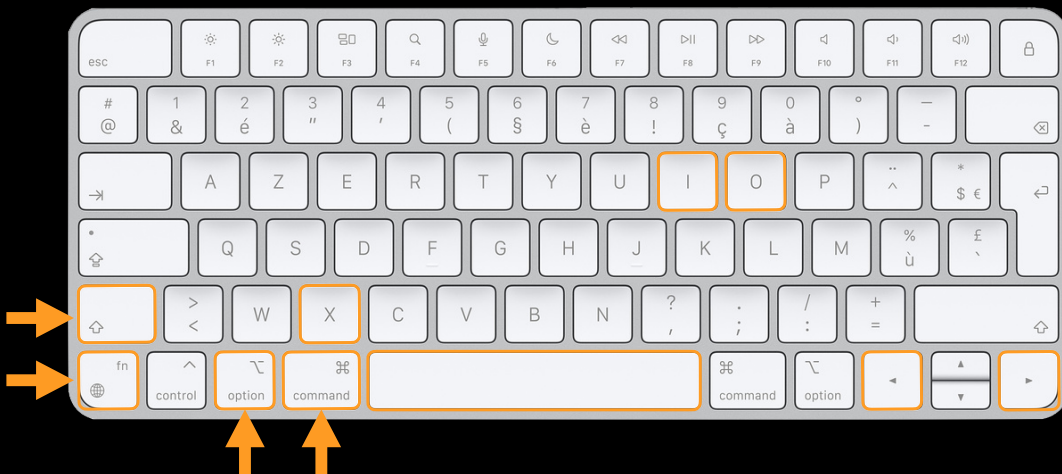 esc F1 F2 F3 F4 F5 F6 F7 F8 F9 F10 F11 F12
# 1 2 3 4 5 6 7 8 9 0 ° —
@ & é " ' ( § è ! ç à ) -
A Z E R T Y U I O P ¨ *
^ $ €
Q S D F G H J K L M % £
ù `
> W X C V B N ? . / +
< , ; : =
fn
control option command command option